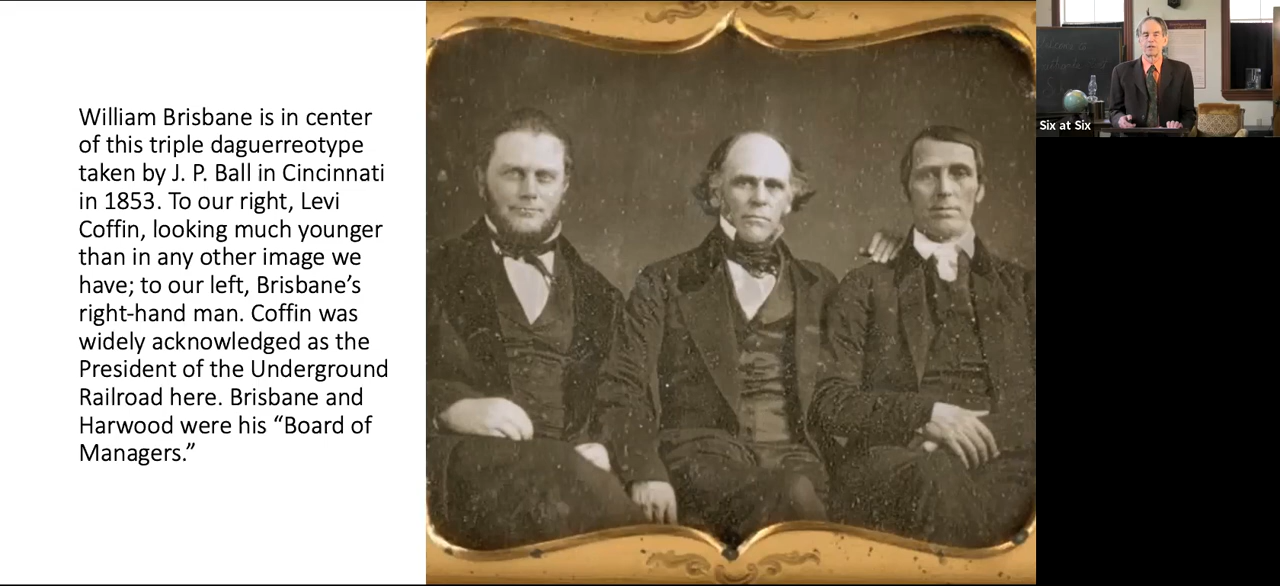 William Brisbane is in center
of this triple daguerreotype
taken by J. P. Ball in Cincinnati
in 1853. To our right, Levi
Coffin, looking much younger
than in any other image we
have; to our left, Brisbane’s
right-hand man. Coffin was
widely acknowledged as the
President of the Underground
Railroad here. Brisbane and
Harwood were his “Board of
Managers.”
Six at Six